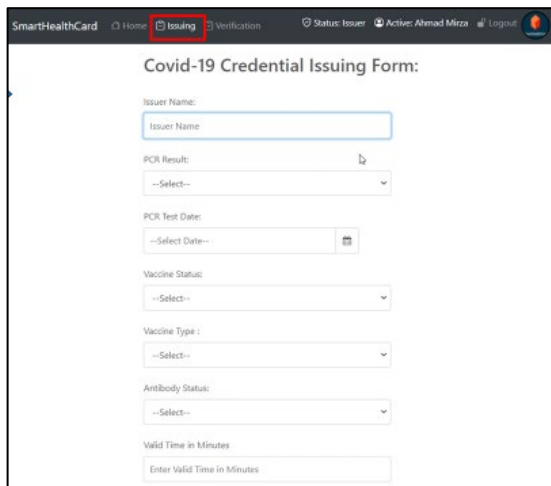 SmartHealthCard Home Issuing Verification Status: Issuer Active: Ahmad Mirza Logout
Covid-19 Credential Issuing Form:
Issuer Name:
Issuer Name
PCR Result:
--Select--
PCR Test Date:
--Select Date--
Vaccine Status:
--Select--
Vaccine Type :
--Select--
Antibody Status:
--Select--
Valid Time in Minutes
Enter Valid Time in Minutes